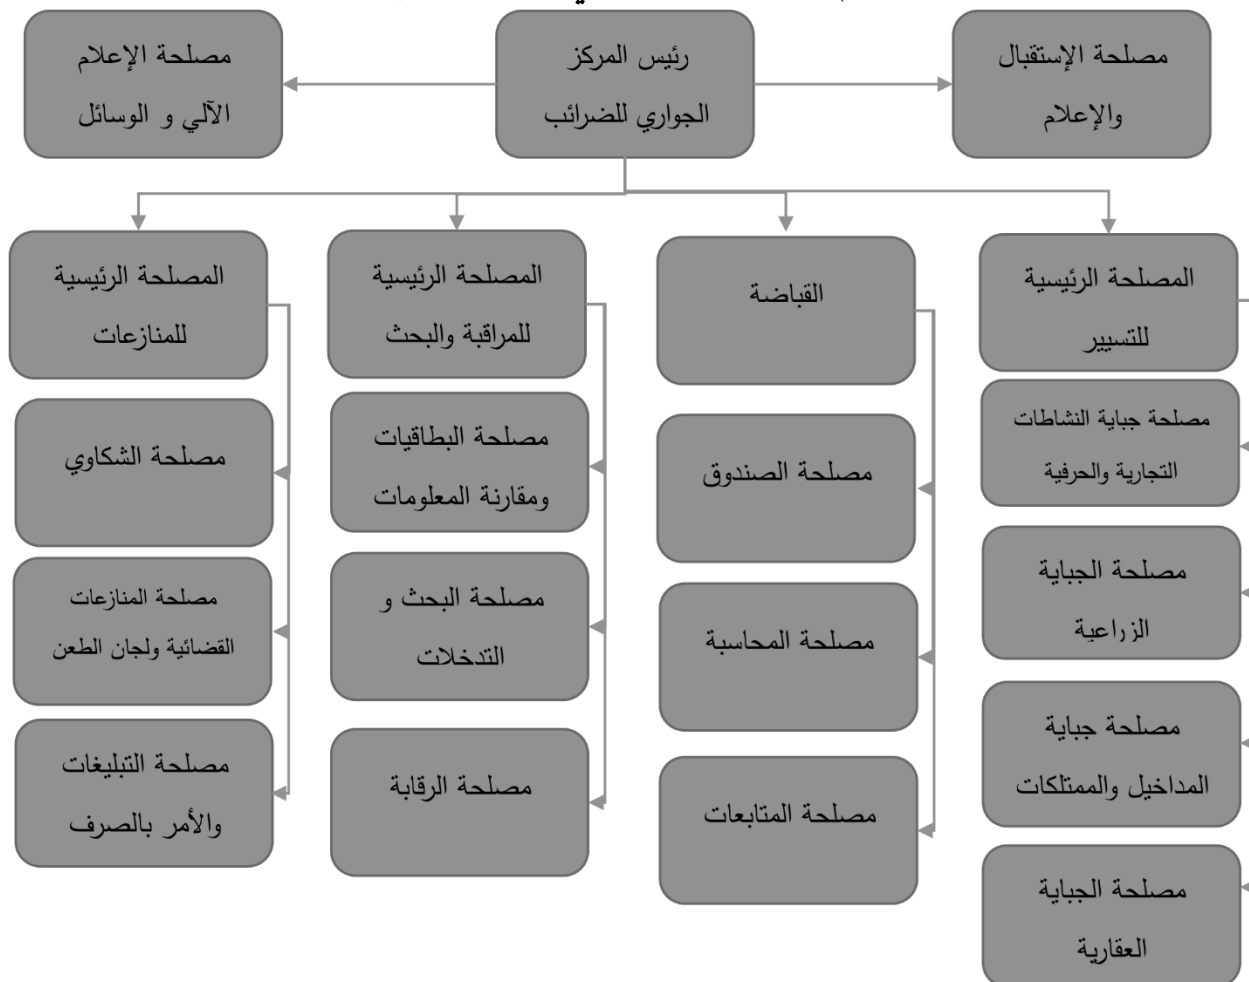 مصلحة الإستقبال
والإعلام
رئيس المركز
الجواري للضرائب
مصلحة الإعلام
الآلي و الوسائل
المصلحة الرئيسية
للتسيير
مصلحة جباية النشاطات
التجارية والحرفية
مصلحة الجباية
الزراعية
مصلحة جباية
المداخيل والممتلكات
مصلحة الجباية
العقارية
القباضة
مصلحة الصندوق
مصلحة المحاسبة
مصلحة المتابعات
المصلحة الرئيسية
للمراقبة والبحث
مصلحة البطاقيات
ومقارنة المعلومات
مصلحة البحث و
التدخلات
مصلحة الرقابة
المصلحة الرئيسية
للمنازعات
مصلحة الشكاوي
مصلحة المنازعات
القضائية ولجان الطعن
مصلحة التبليغات
والأمر بالصرف